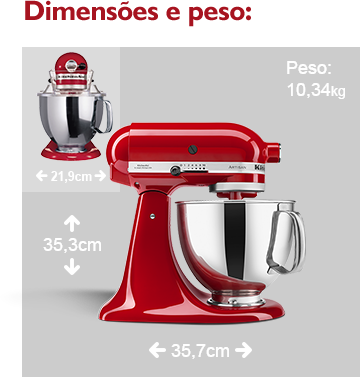 Dimensões e peso:
Peso:
10,34kg
21,9cm
35,3cm
35,7cm